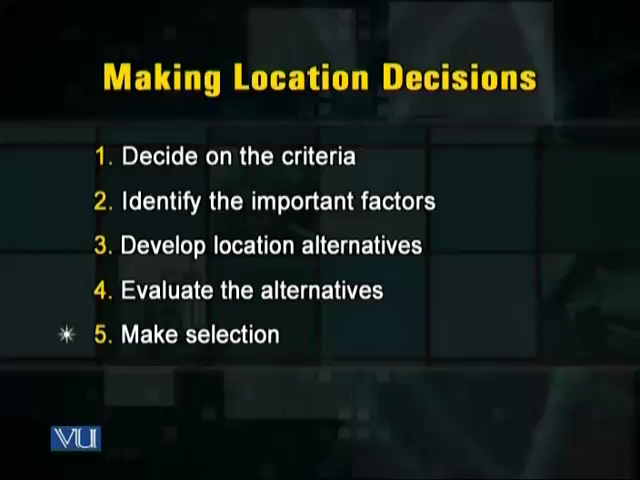 Making Location Decisions
1. Decide on the criteria
2. Identify the important factors
3. Develop location alternatives
4. Evaluate the alternatives
5. Make selection
VU